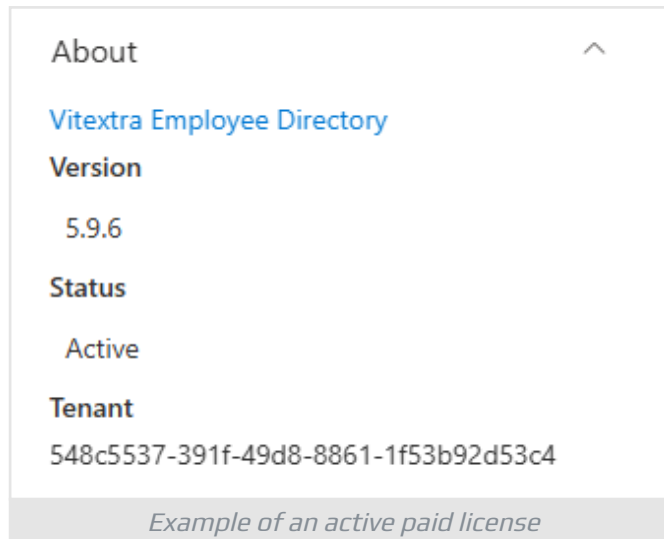 About
Vitextra Employee Directory
Version
5.9.6
Status
Active
Tenant
548c5537-391f-49d8-8861-1f53b92d53c4
Example of an active paid license